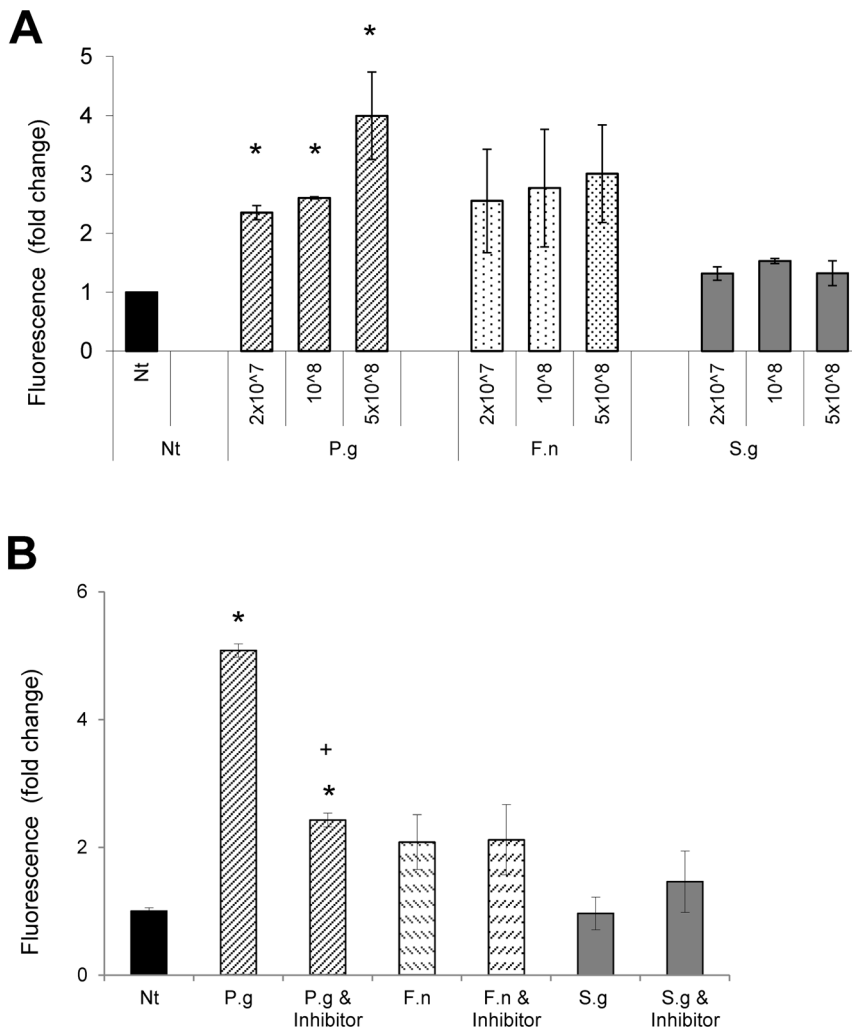 A
Fluorescence (fold change)
5
4
3
2
1
0
*
*
*
Nt
2x10^7
10^8
5x10^8
2x10^7
10^8
5x10^8
2x10^7
10^8
5x10^8
Nt
P.g
F.n
S.g
B
Fluorescence (fold change)
6
4
2
0
*
+
*
Nt
P.g
P.g &
Inhibitor
F.n
F.n &
Inhibitor
S.g
S.g &
Inhibitor